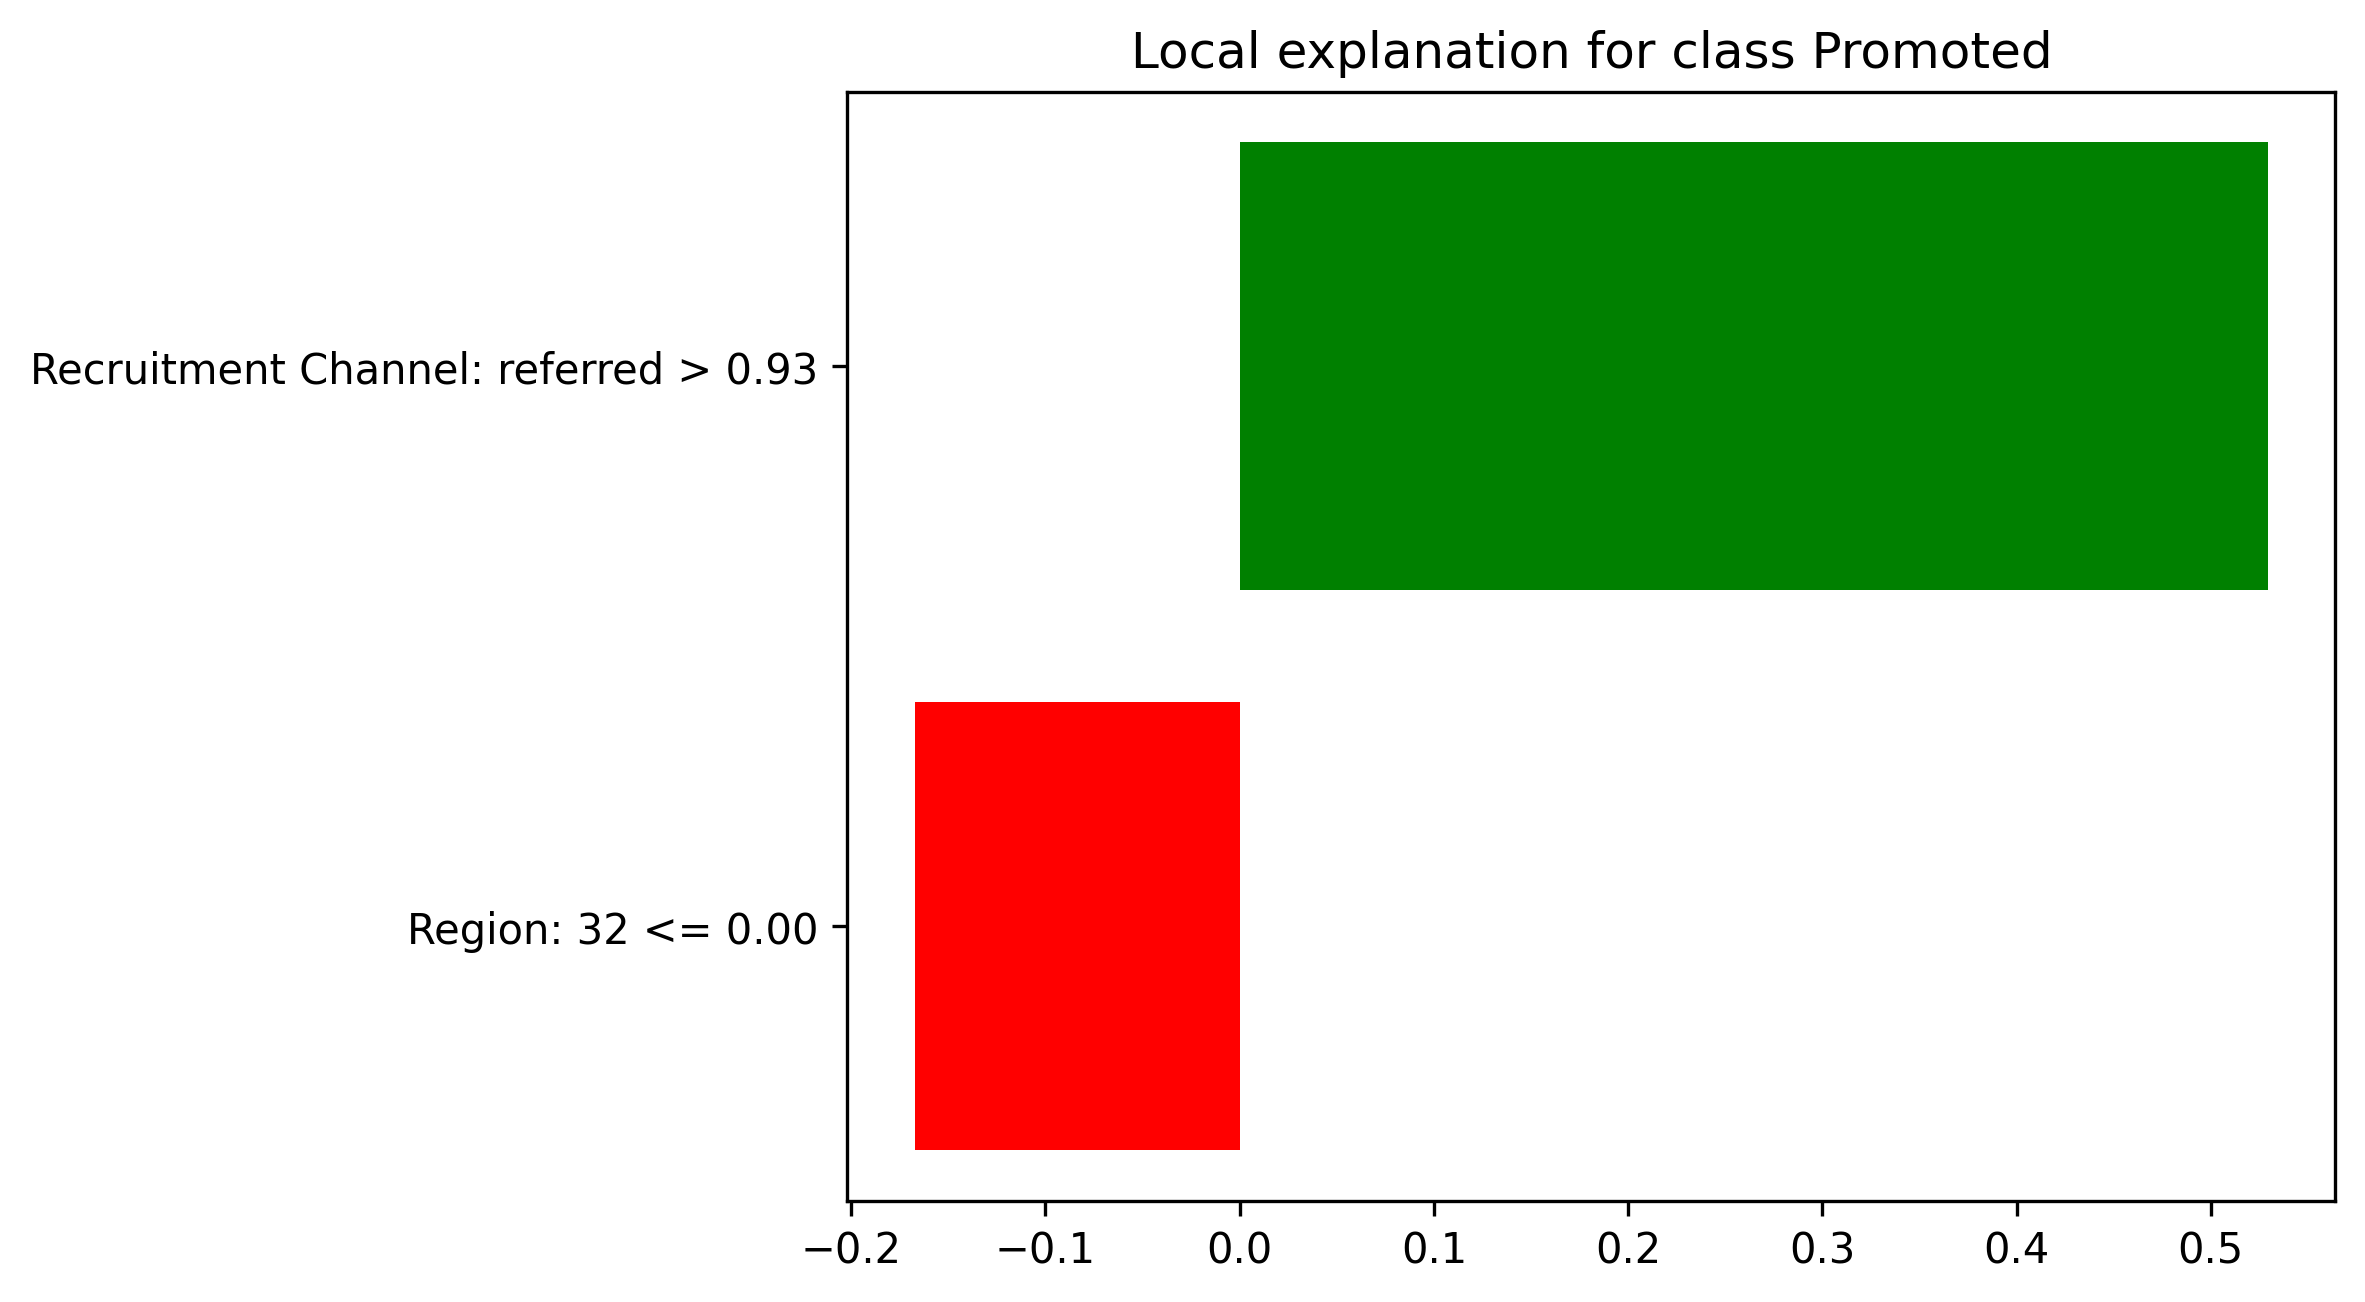 Local explanation for class Promoted
Recruitment Channel: referred > 0.93
Region: 32 <= 0.00
−0.2 −0.1 0.0 0.1 0.2 0.3 0.4 0.5